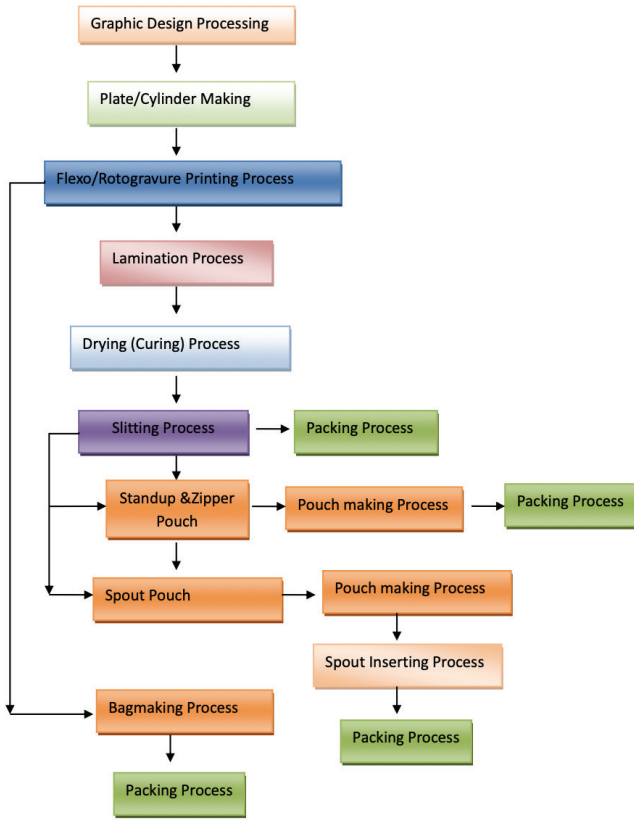 Graphic Design Processing
Plate/Cylinder Making
Flexo/Rotogravure Printing Process
Lamination Process
Drying (Curing) Process
Slitting Process
Packing Process
Standup &Zipper
Pouch
Pouch making Process
Packing Process
Spout Pouch
Pouch making Process
Spout Inserting Process
Bagmaking Process
Packing Process
Packing Process